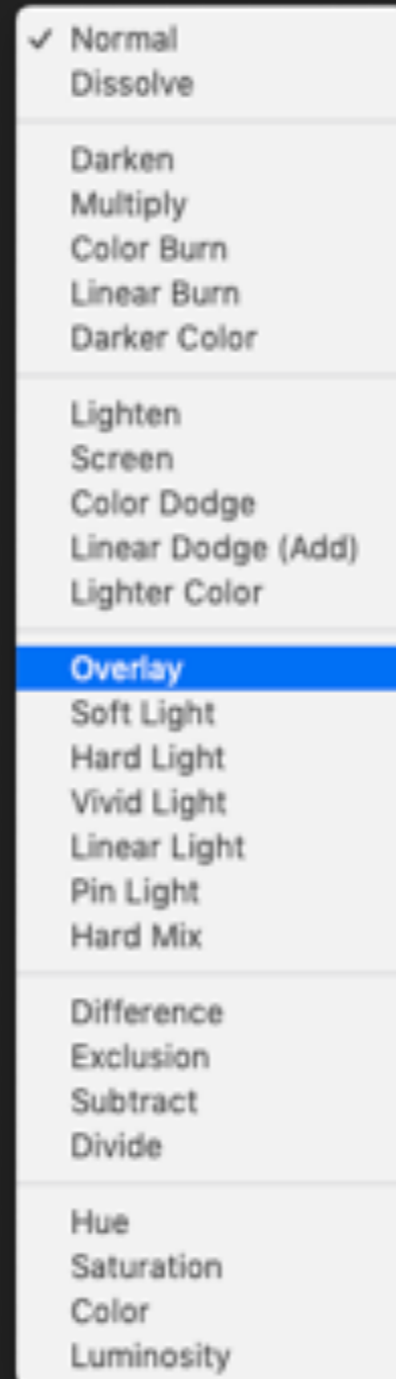 ✓ Normal
Dissolve
Darken
Multiply
Color Burn
Linear Burn
Darker Color
Lighten
Screen
Color Dodge
Linear Dodge (Add)
Lighter Color
Overlay
Soft Light
Hard Light
Vivid Light
Linear Light
Pin Light
Hard Mix
Difference
Exclusion
Subtract
Divide
Hue
Saturation
Color
Luminosity